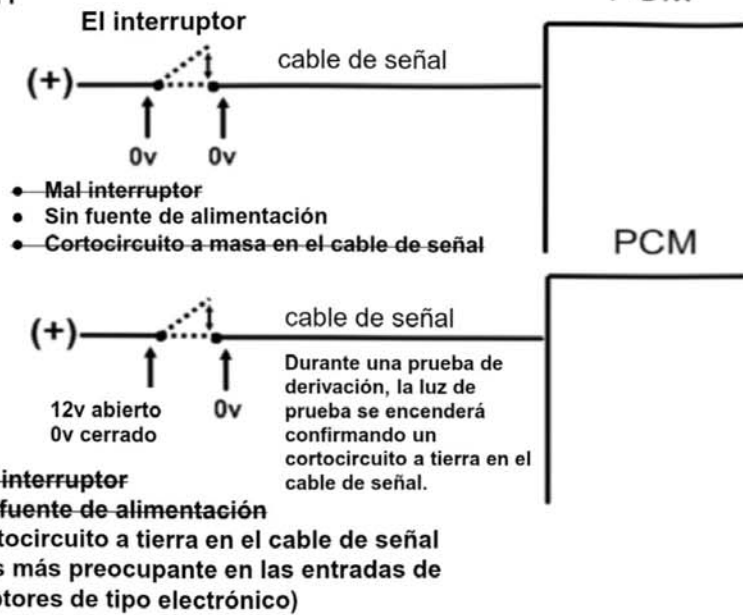 El interruptor
cable de señal
(+)
0v 0v
• Mal interruptor
• Sin fuente de alimentación
• Cortocircuito a masa en el cable de señal
PCM
(+)
cable de señal
12v abierto
0v cerrado
0v
Durante una prueba de
derivación, la luz de
prueba se encenderá
confirmando un
cortocircuito a tierra en el
cable de señal.
interruptor
fuente de alimentación
tocircuito a tierra en el cable de señal
s más preocupante en las entradas de
ptores de tipo electrónico)